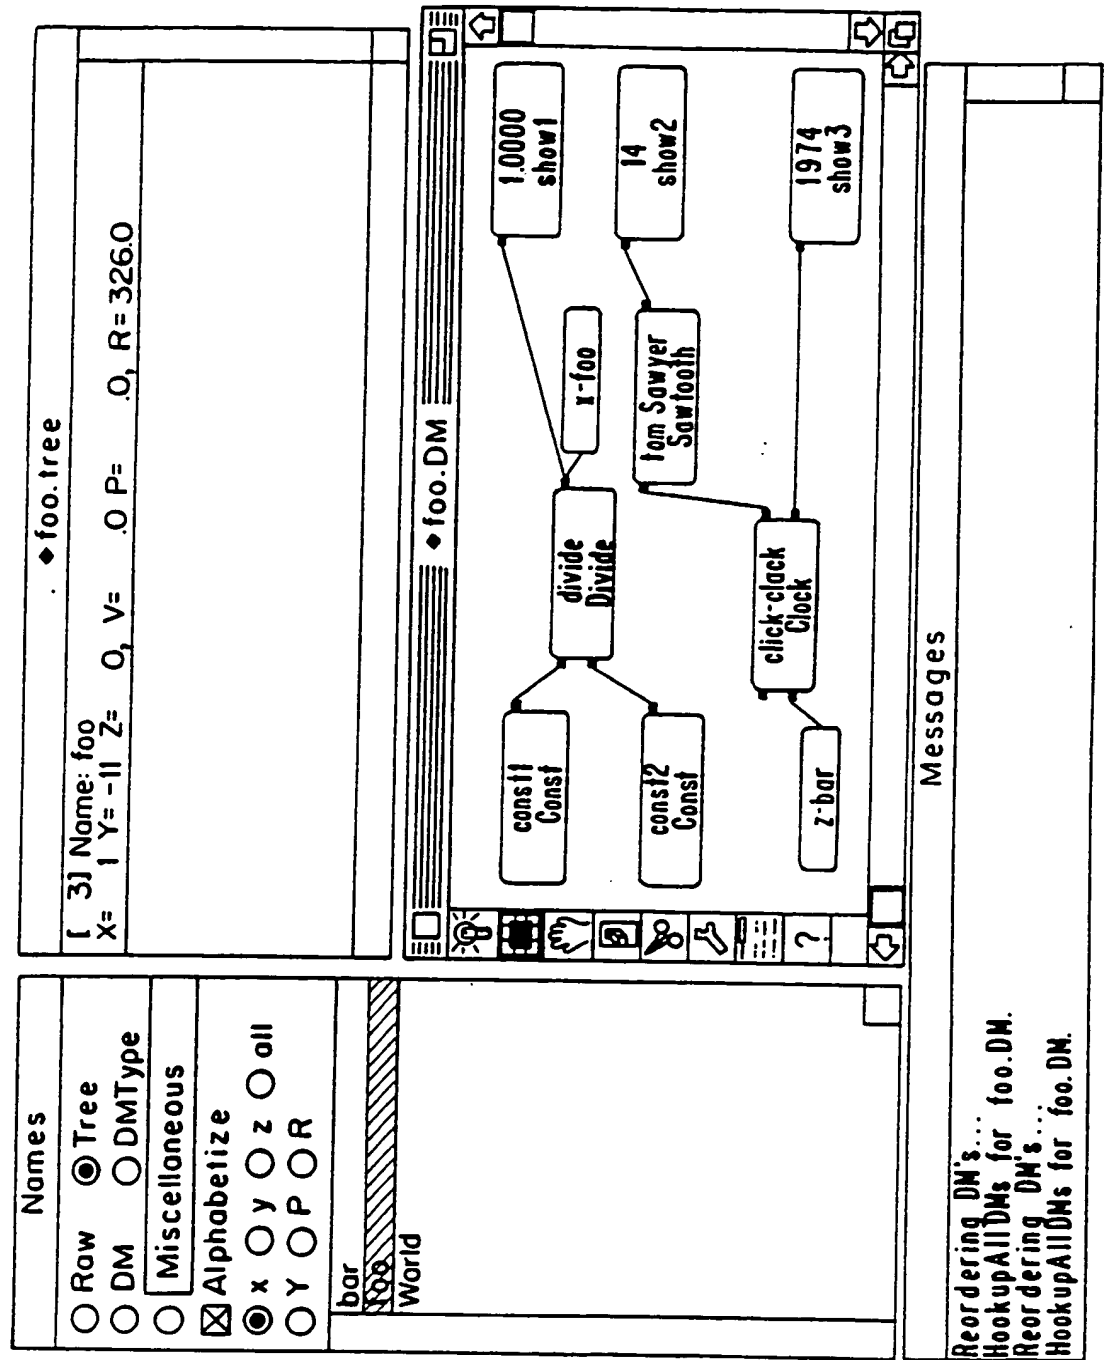 Names
Raw Tree
DM DMType
Miscellaneous
Alphabetize
x y z all
Y P R
bar
foo
World
◆foo.tree
[ 3] Name: foo
X= 1 Y= -11 Z= 0, V= .0 P= .0, R= 326.0
◆foo.DM
const1
Const
const2
Const
z-bar
divide
Divide
click-clack
Clock
x-foo
tom Sawyer
Sawtooth
1.0000
show1
14
show2
1974
show3
?
Messages
Reordering DM's....
HookupAllDMs for foo.DM.
Reordering DM's...
HookupAllDMs for foo.DM.